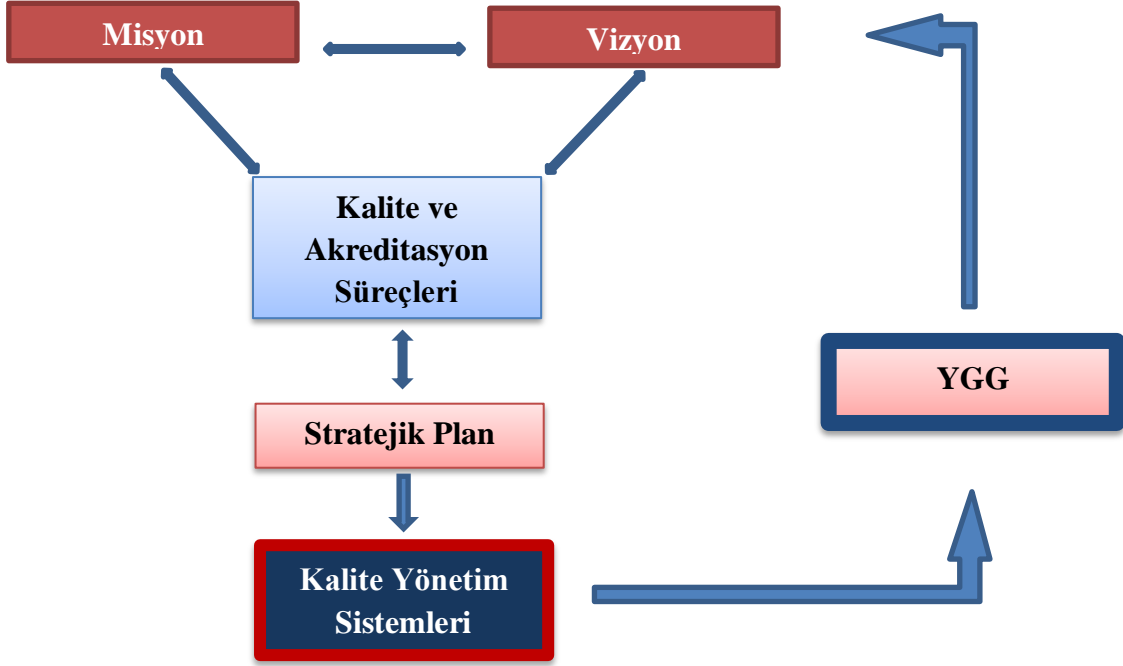 Misyon
Vizyon
Kalite ve
Akreditasyon
Süreçleri
YGG
Stratejik Plan
Kalite Yönetim
Sistemleri